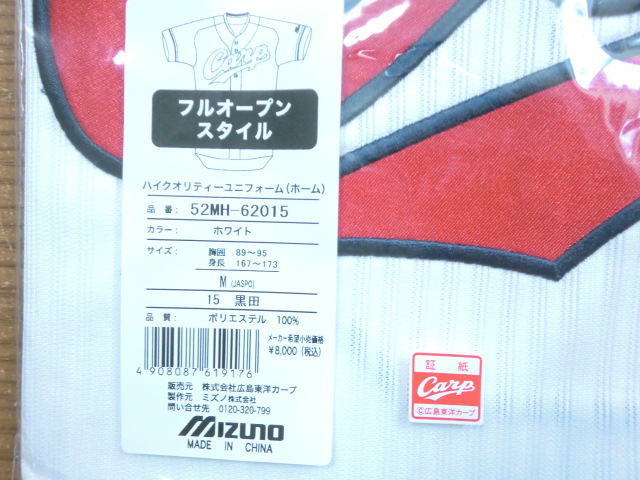 Carp
フルオープン
スタイル
ハイクオリティーユニフォーム(ホーム)
品番: 52MH-62015
カラー: ホワイト
サイズ: 胸囲 89～95
身長 167～173
M (JASPO)
15 黒田
品質: ポリエステル 100%
メーカー希望小売価格
¥8,000(税込)
4908087619176
販売元 株式会社広島東洋カープ
製作元 ミズノ株式会社
問い合せ先 0120-320-799
MIZUNO
MADE IN CHINA
証紙
Carp
©広島東洋カープ